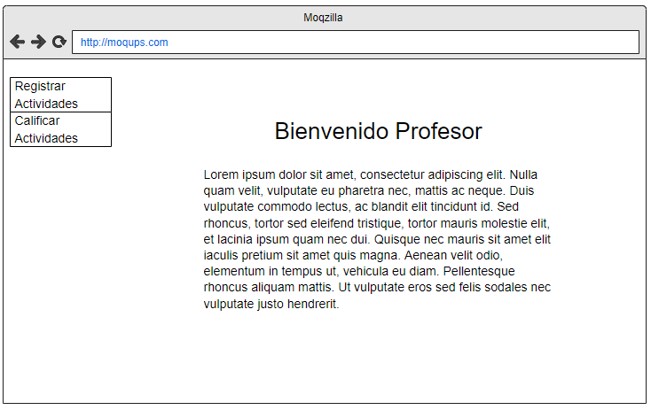 Moqzilla
http://moqups.com
Registrar
Actividades
Calificar
Actividades
Bienvenido Profesor
Lorem ipsum dolor sit amet, consectetur adipiscing elit. Nulla
quam velit, vulputate eu pharetra nec, mattis ac neque. Duis
vulputate commodo lectus, ac blandit elit tincidunt id. Sed
rhoncus, tortor sed eleifend tristique, tortor mauris molestie elit,
et lacinia ipsum quam nec dui. Quisque nec mauris sit amet elit
iaculis pretium sit amet quis magna. Aenean velit odio,
elementum in tempus ut, vehicula eu diam. Pellentesque
rhoncus aliquam mattis. Ut vulputate eros sed felis sodales nec
vulputate justo hendrerit.